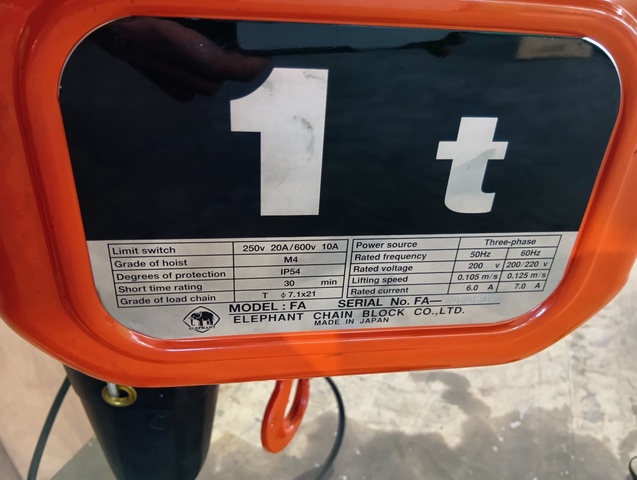 1 t
Limit switch 250v 20A/600v 10A
Grade of hoist M4
Degrees of protection IP54
Short time rating 30 min
Grade of load chain T φ7.1x21
Power source Three-phase
Rated frequency 50Hz 60Hz
Rated voltage 200 v 200/220 v
Lifting speed 0.105 m/s 0.125 m/s
Rated current 6.0 A 7.0 A
MODEL : FA SERIAL No. FA—
ELEPHANT
ELEPHANT CHAIN BLOCK CO.,LTD.
MADE IN JAPAN